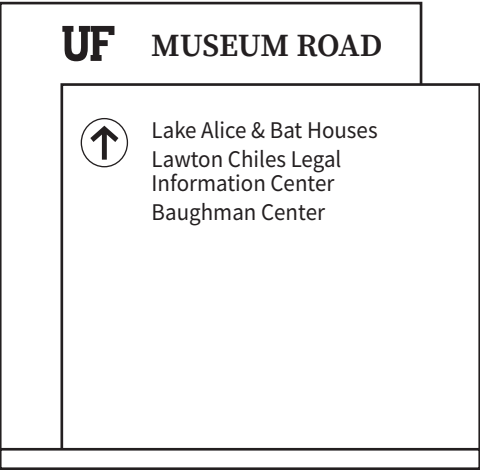 UF MUSEUM ROAD
Lake Alice & Bat Houses
Lawton Chiles Legal
Information Center
Baughman Center